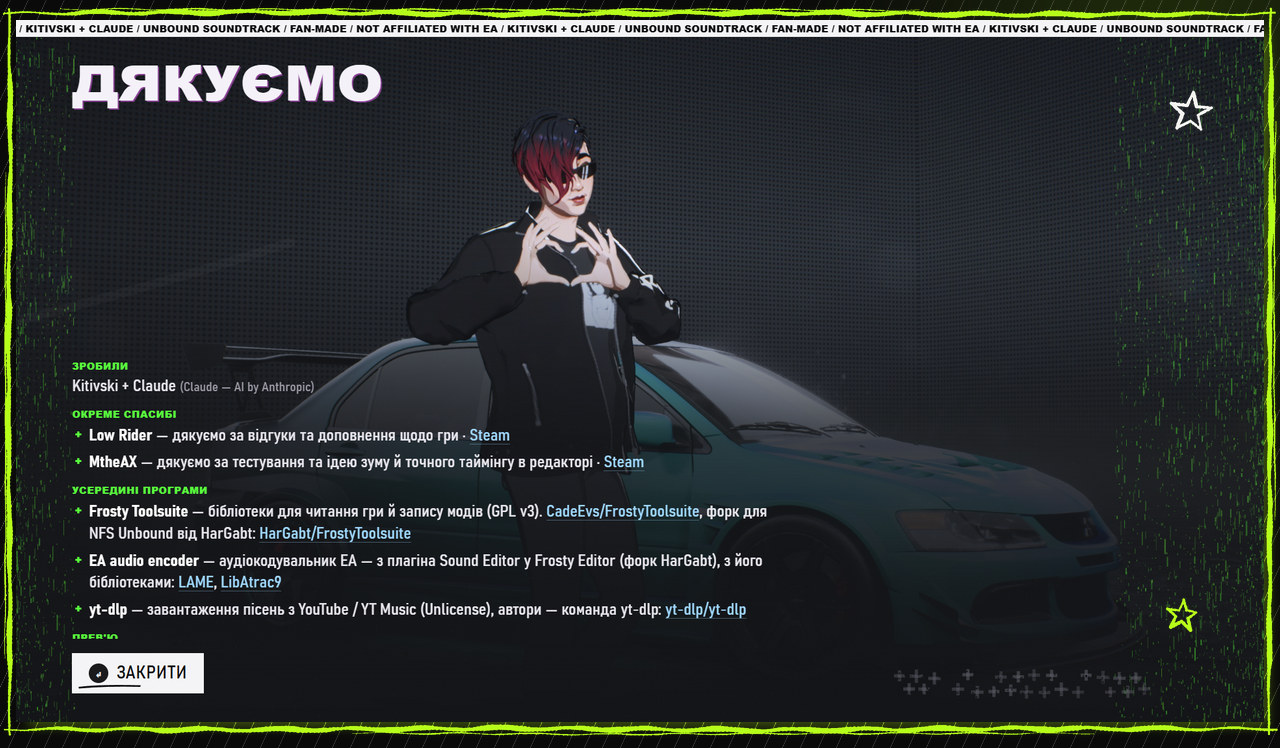 / KITIVSKI + CLAUDE / UNBOUND SOUNDTRACK / FAN-MADE / NOT AFFILIATED WITH EA / KITIVSKI + CLAUDE / UNBOUND SOUNDTRACK / FAN-MADE / NOT AFFILIATED WITH EA / KITIVSKI + CLAUDE / UNBOUND SOUNDTRACK / FA
ДЯКУЄМО
ЗРОБИЛИ
Kitivski + Claude (Claude — AI by Anthropic)
ОКРЕМЕ СПАСИБІ
+ Low Rider — дякуємо за відгуки та доповнення щодо гри · Steam
+ MtheAX — дякуємо за тестування та ідею зуму й точного таймінгу в редакторі · Steam
УСЕРЕДИНІ ПРОГРАМИ
+ Frosty Toolsuite — бібліотеки для читання гри й запису модів (GPL v3). CadeEvs/FrostyToolsuite, форк для
NFS Unbound від HarGabt: HarGabt/FrostyToolsuite
+ EA audio encoder — аудіокодувальник EA — з плагіна Sound Editor у Frosty Editor (форк HarGabt), з його
бібліотеками: LAME, LibAtrac9
+ yt-dlp — завантаження пісень з YouTube / YT Music (Unlicense), автори — команда yt-dlp: yt-dlp/yt-dlp
ПРЕВ'Ю
ЗАКРИТИ